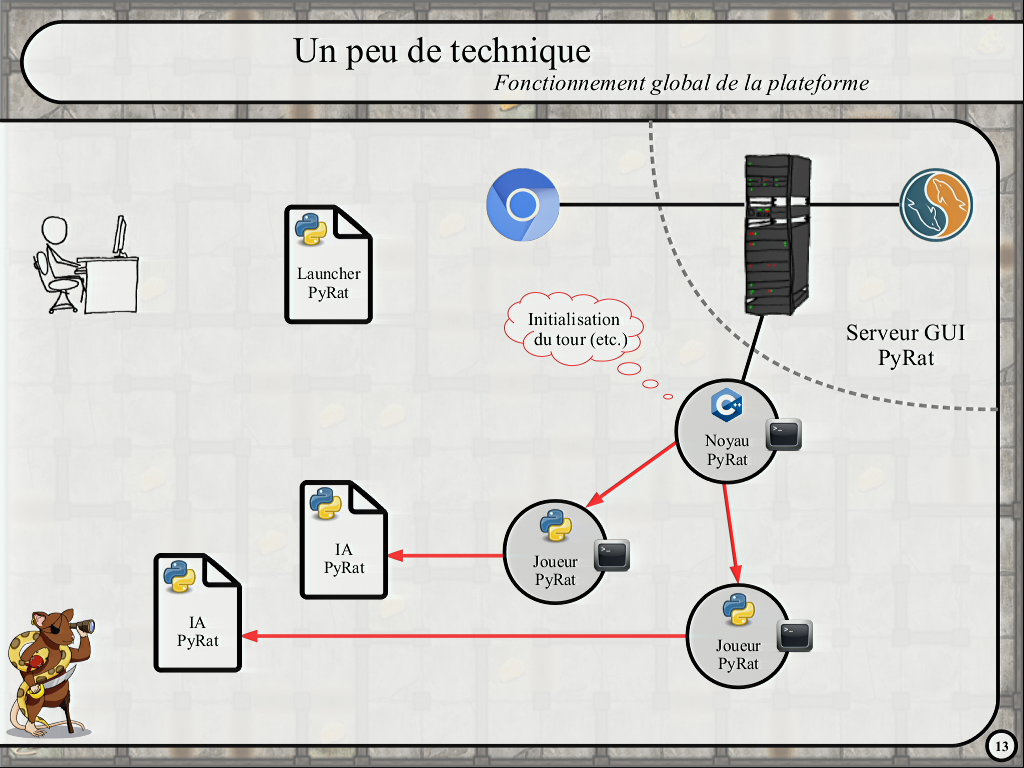 Un peu de technique
Fonctionnement global de la plateforme
Launcher
PyRat
Initialisation
du tour (etc.)
Serveur GUI
PyRat
C++
Noyau
PyRat
>_
IA
PyRat
Joueur
PyRat
>_
IA
PyRat
Joueur
PyRat
>_
13